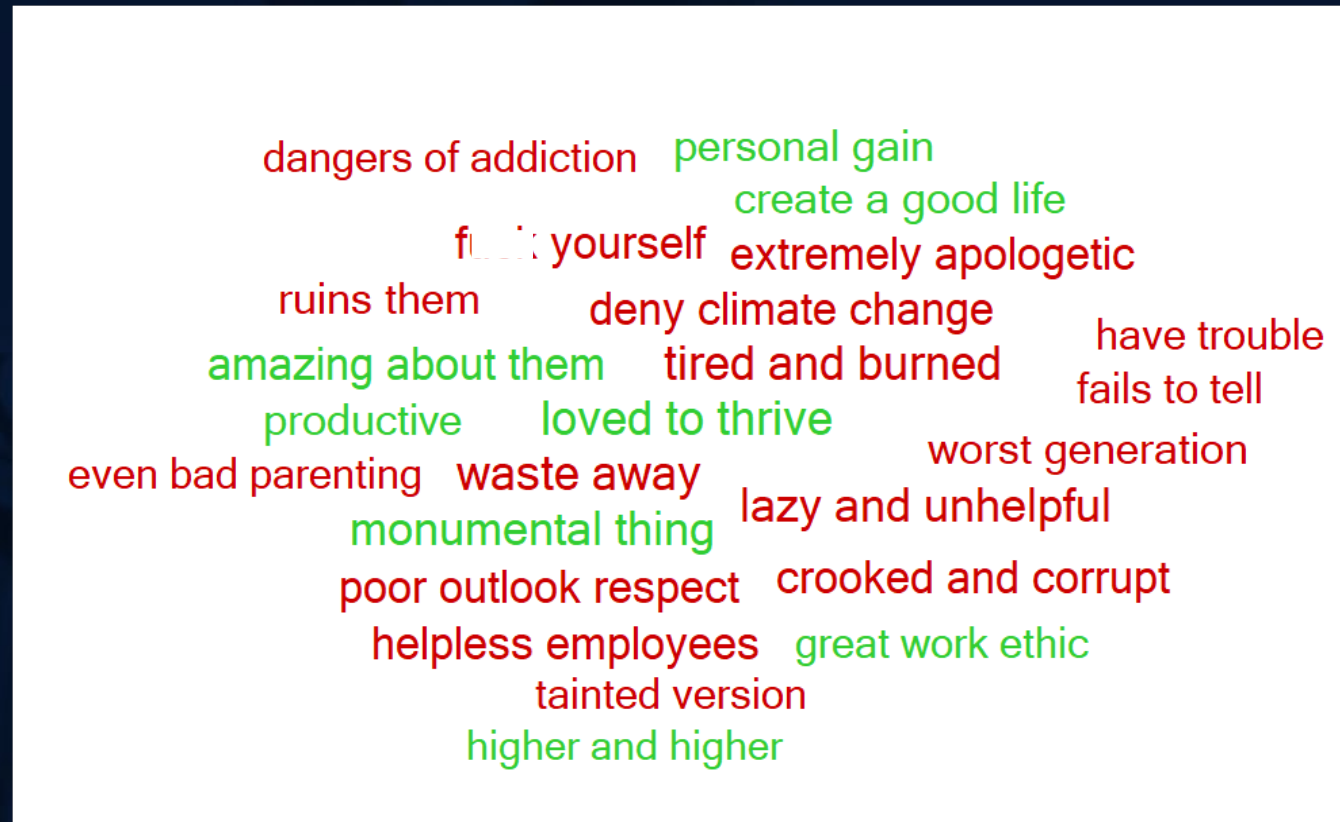 dangers of addiction
personal gain
create a good life
yourself
extremely apologetic
ruins them
deny climate change
have trouble
amazing about them
tired and burned
fails to tell
productive
loved to thrive
worst generation
even bad parenting
waste away
lazy and unhelpful
monumental thing
poor outlook respect
crooked and corrupt
helpless employees
great work ethic
tainted version
higher and higher